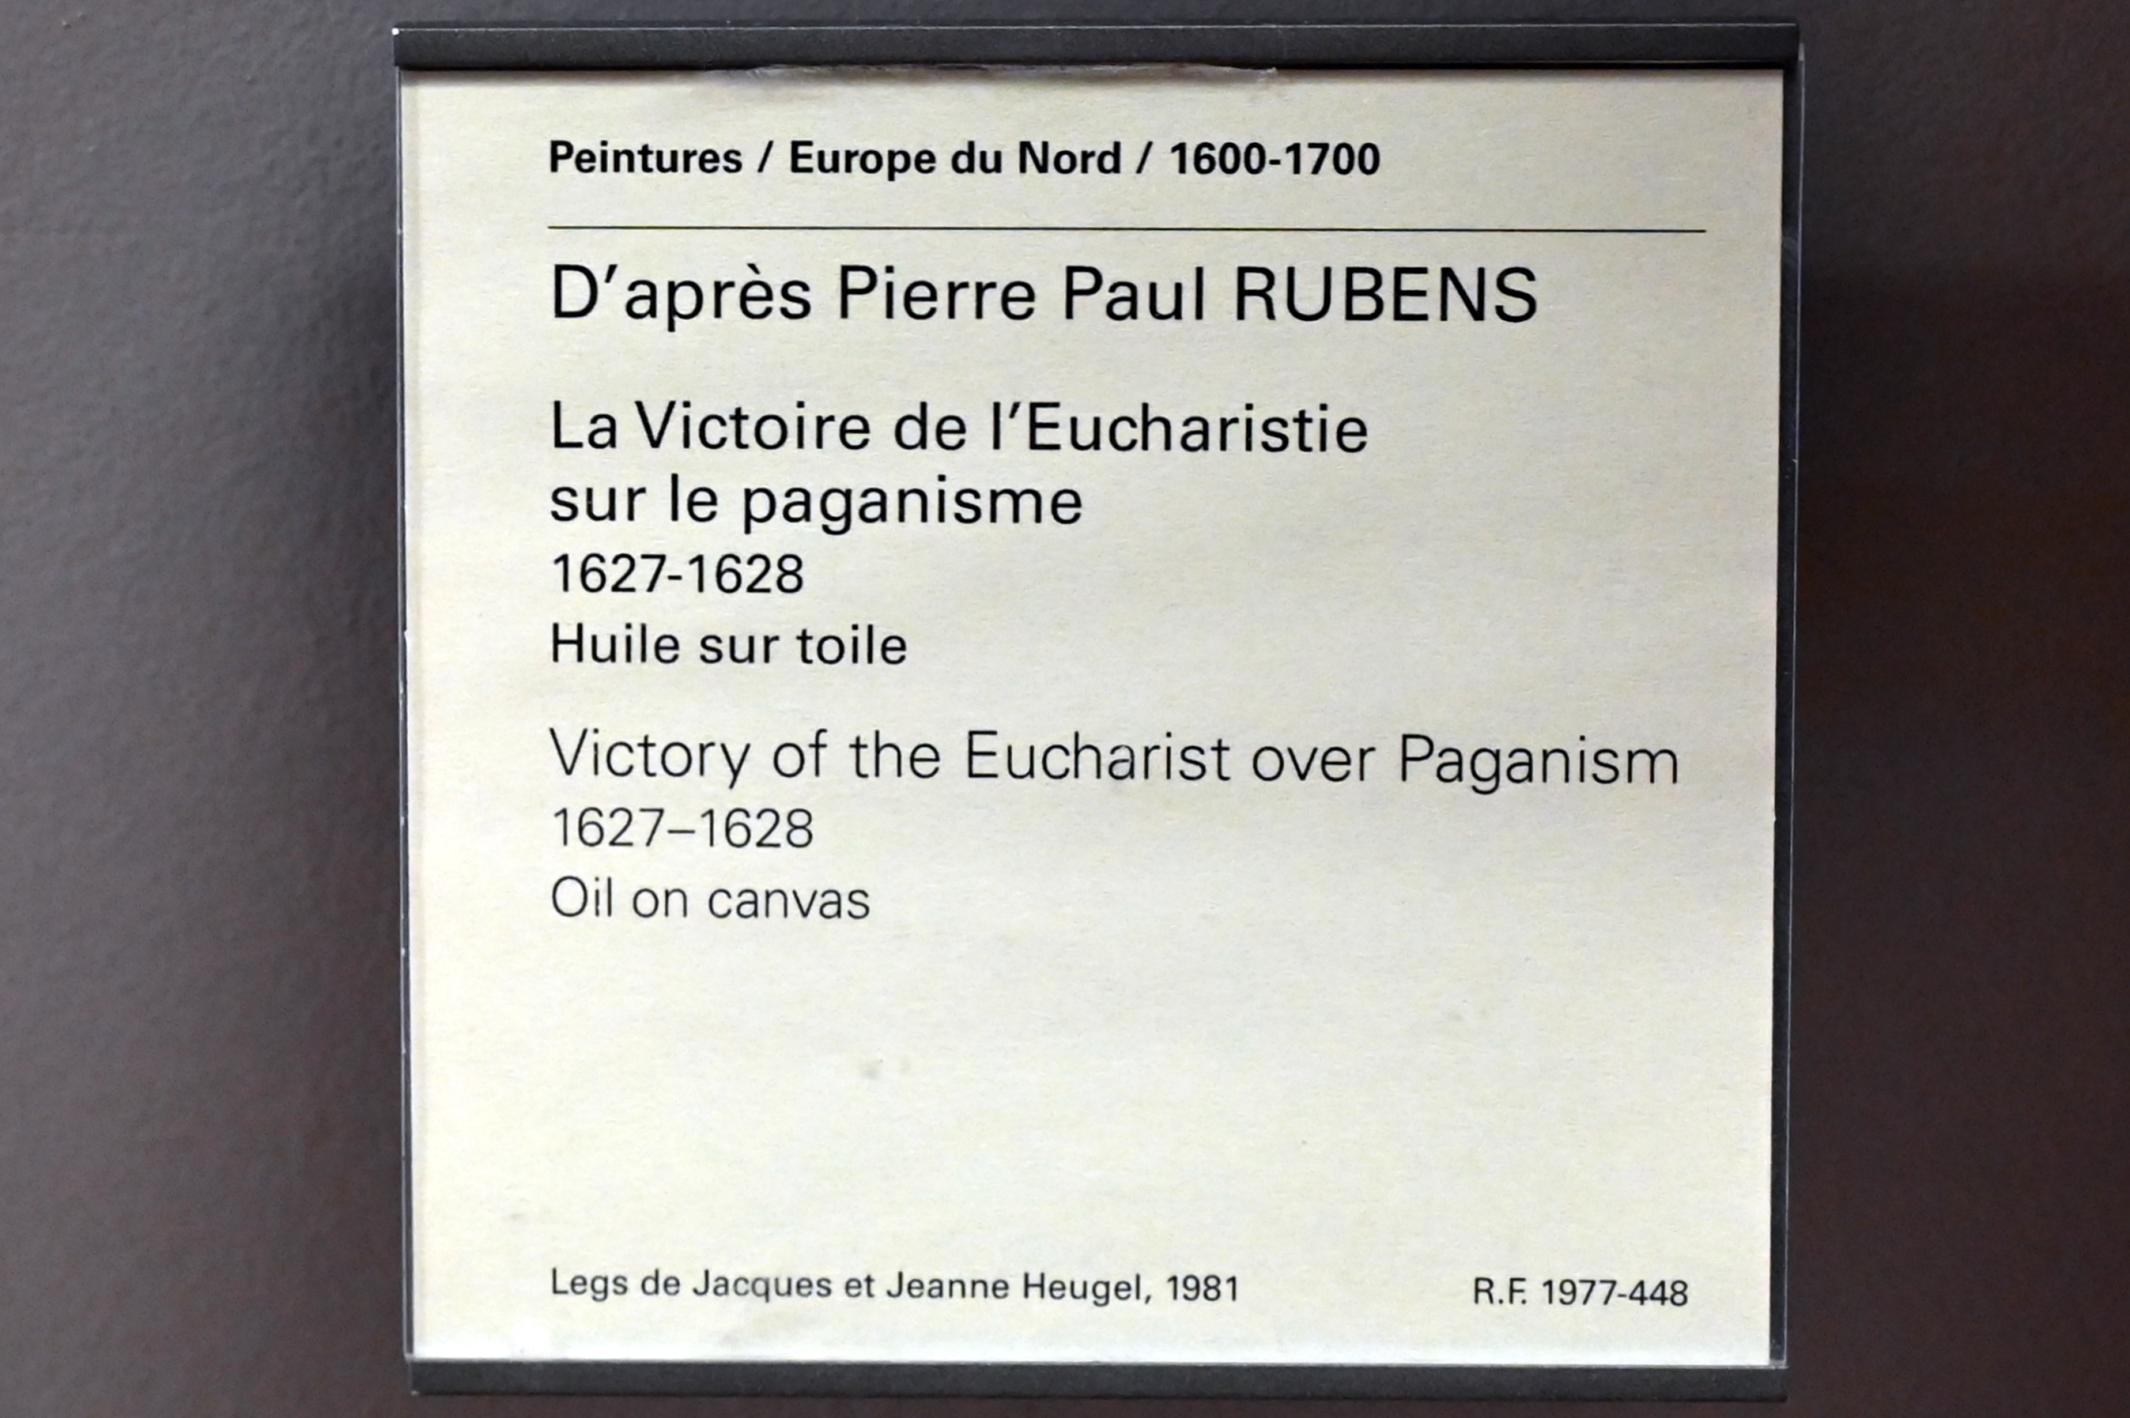 Peintures / Europe du Nord / 1600-1700
D'après Pierre Paul RUBENS
La Victoire de l'Eucharistie
sur le paganisme
1627-1628
Huile sur toile
Victory of the Eucharist over Paganism
1627–1628
Oil on canvas
Legs de Jacques et Jeanne Heugel, 1981 R.F. 1977-448